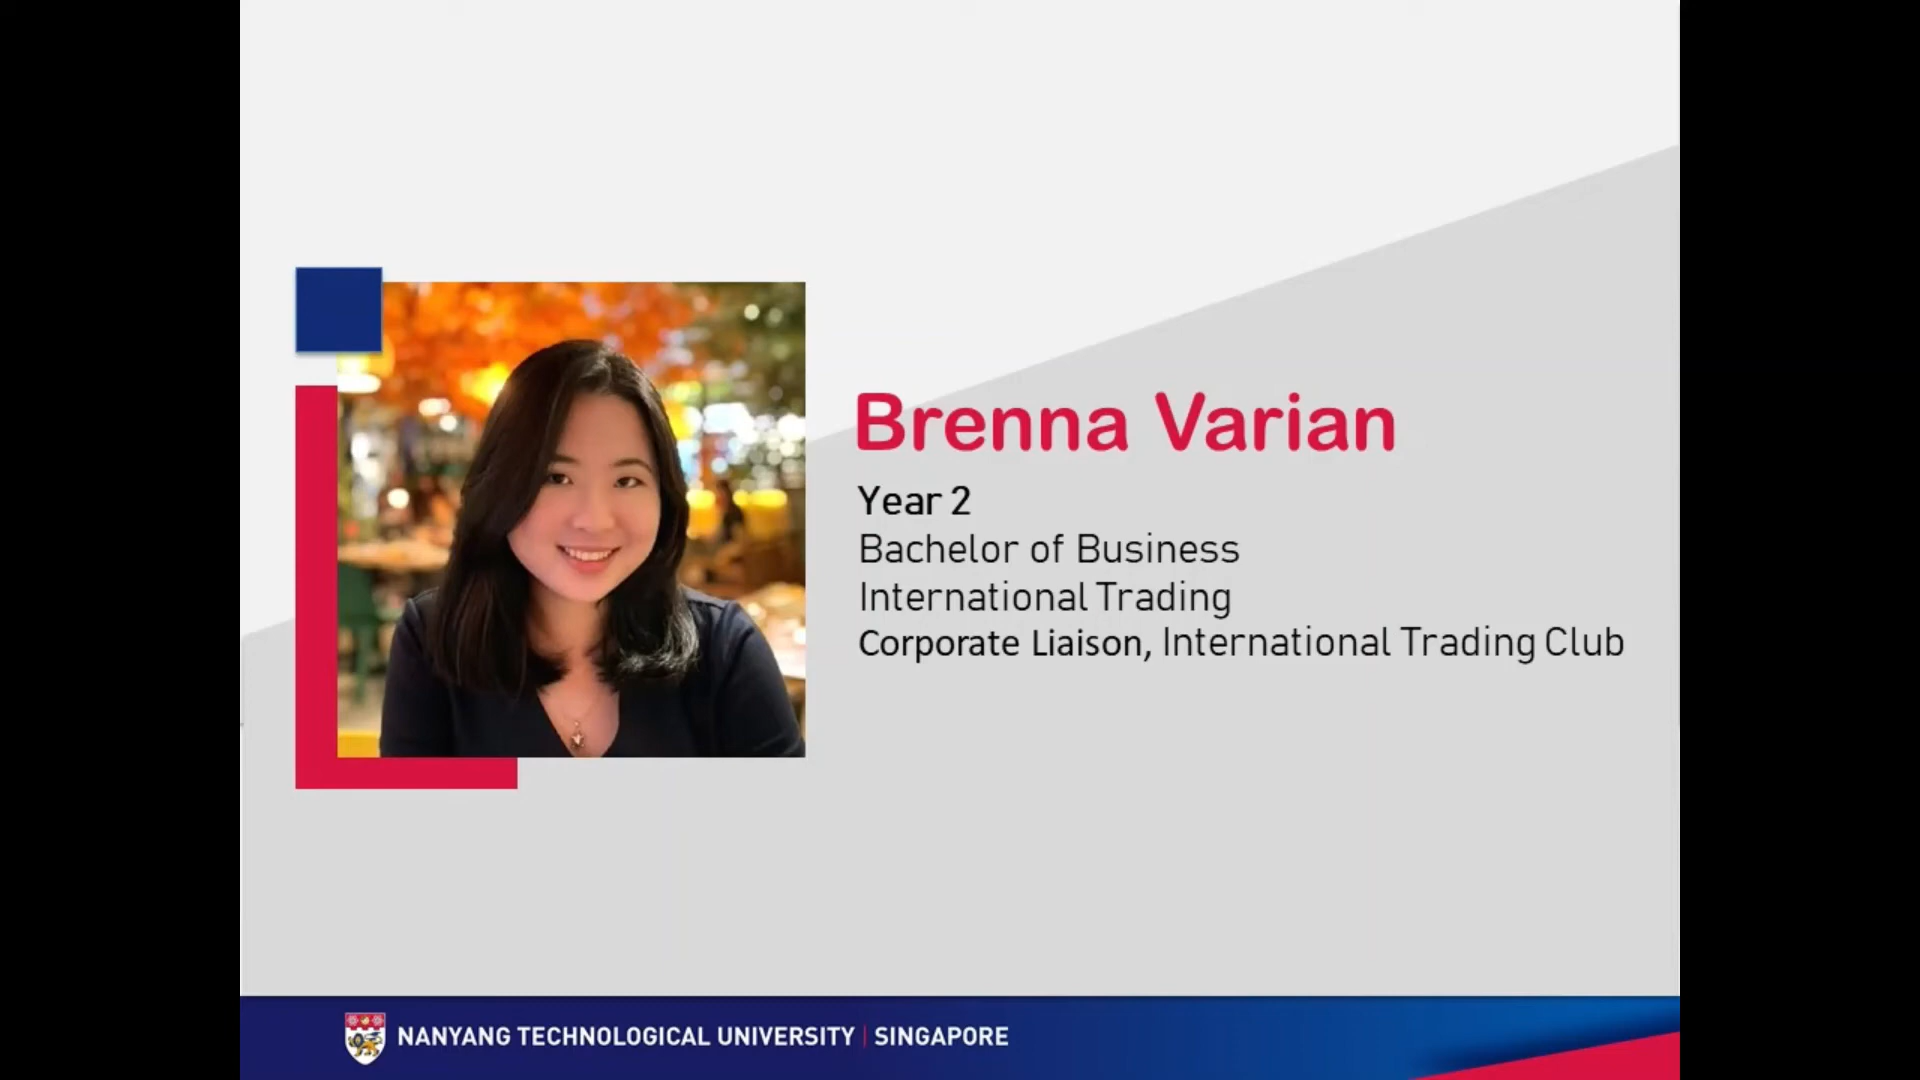 Brenna Varian
Year 2
Bachelor of Business
International Trading
Corporate Liaison, International Trading Club
NANYANG TECHNOLOGICAL UNIVERSITY | SINGAPORE